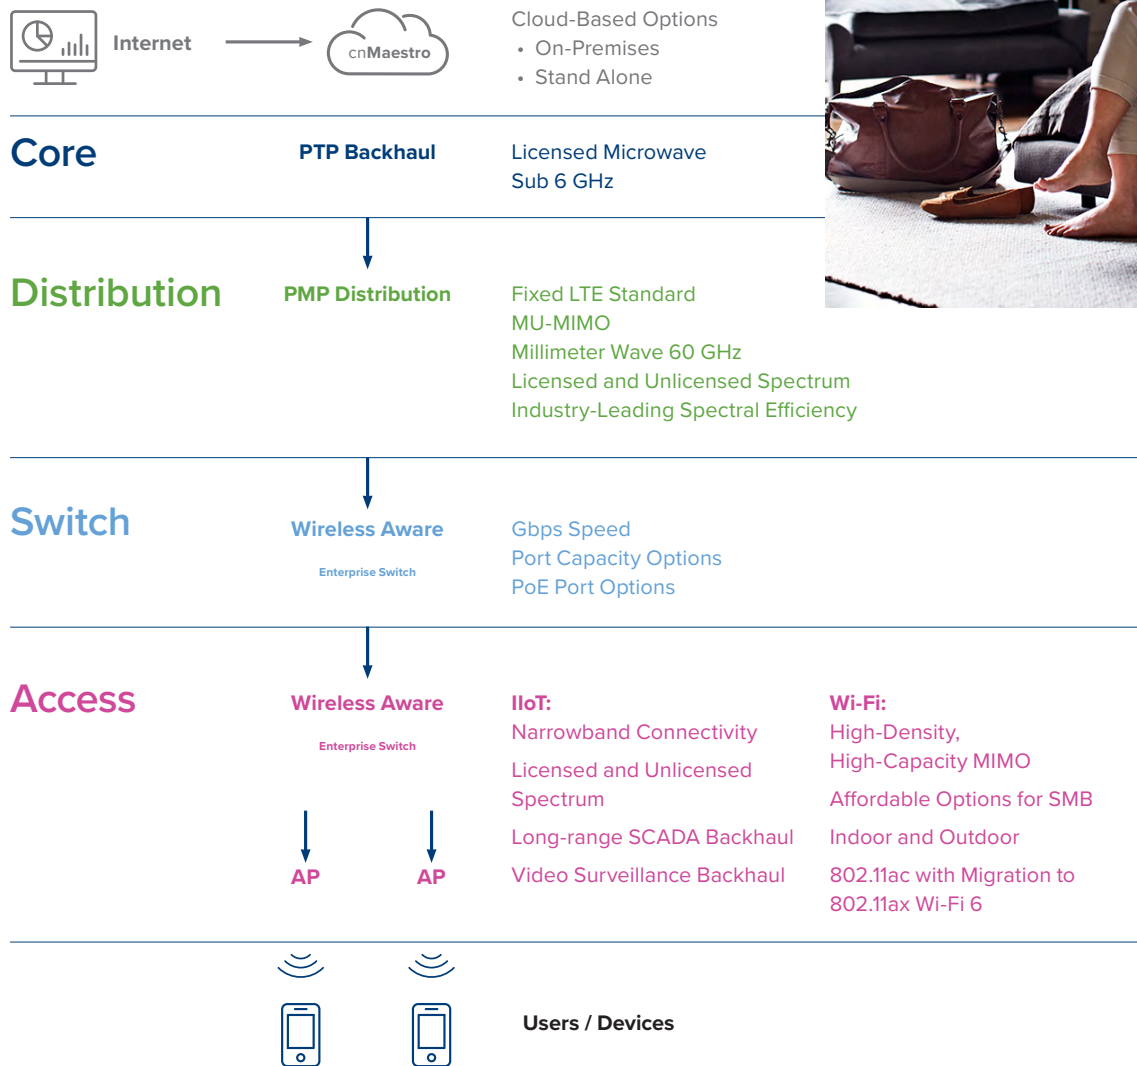 Internet
cnMaestro
Cloud-Based Options
• On-Premises
• Stand Alone
Core
PTP Backhaul
Licensed Microwave
Sub 6 GHz
Distribution
PMP Distribution
Fixed LTE Standard
MU-MIMO
Millimeter Wave 60 GHz
Licensed and Unlicensed Spectrum
Industry-Leading Spectral Efficiency
Switch
Wireless Aware
Enterprise Switch
Gbps Speed
Port Capacity Options
PoE Port Options
Access
Wireless Aware
Enterprise Switch
AP
AP
IIoT:
Narrowband Connectivity
Licensed and Unlicensed
Spectrum
Long-range SCADA Backhaul
Video Surveillance Backhaul
Wi-Fi:
High-Density,
High-Capacity MIMO
Affordable Options for SMB
Indoor and Outdoor
802.11ac with Migration to
802.11ax Wi-Fi 6
Users / Devices